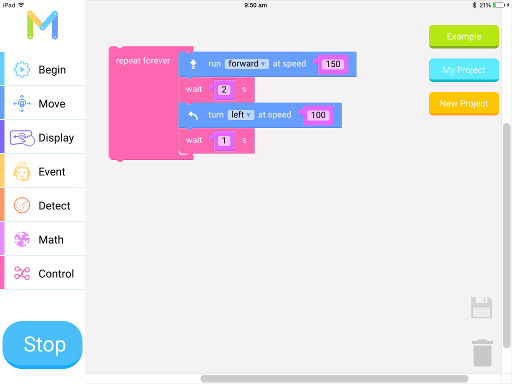 iPad
9:50 am
21%
M
Begin
Move
Display
Event
Detect
Math
Control
Stop
repeat forever
run forward at speed 150
wait 2 s
turn left at speed 100
wait 1 s
Example
My Project
New Project